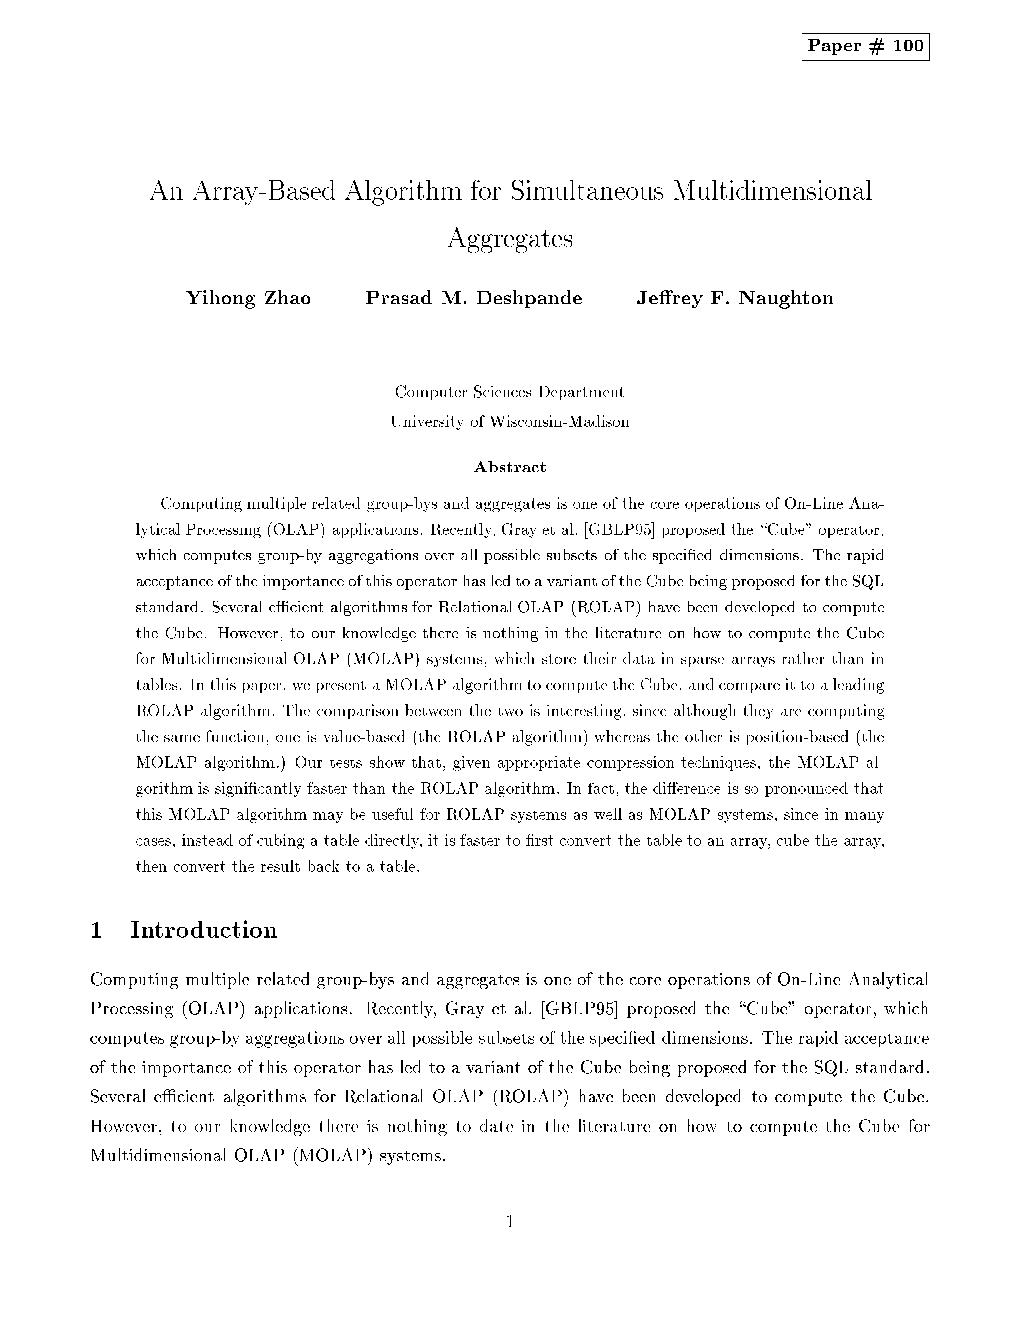 Paper # 100
An Array-Based Algorithm for Simultaneous Multidimensional
Aggregates
Yihong Zhao Prasad M. Deshpande Jeffrey F. Naughton
Computer Sciences Department
University of Wisconsin-Madison
Abstract
Computing multiple related group-bys and aggregates is one of the core operations of On-Line Ana-
lytical Processing (OLAP) applications. Recently, Gray et al. [GBLP95] proposed the “Cube” operator,
which computes group-by aggregations over all possible subsets of the specified dimensions. The rapid
acceptance of the importance of this operator has led to a variant of the Cube being proposed for the SQL
standard. Several efficient algorithms for Relational OLAP (ROLAP) have been developed to compute
the Cube. However, to our knowledge there is nothing in the literature on how to compute the Cube
for Multidimensional OLAP (MOLAP) systems, which store their data in sparse arrays rather than in
tables. In this paper, we present a MOLAP algorithm to compute the Cube, and compare it to a leading
ROLAP algorithm. The comparison between the two is interesting, since although they are computing
the same function, one is value-based (the ROLAP algorithm) whereas the other is position-based (the
MOLAP algorithm.) Our tests show that, given appropriate compression techniques, the MOLAP al-
gorithm is significantly faster than the ROLAP algorithm. In fact, the difference is so pronounced that
this MOLAP algorithm may be useful for ROLAP systems as well as MOLAP systems, since in many
cases, instead of cubing a table directly, it is faster to first convert the table to an array, cube the array,
then convert the result back to a table.
1 Introduction
Computing multiple related group-bys and aggregates is one of the core operations of On-Line Analytical
Processing (OLAP) applications. Recently, Gray et al. [GBLP95] proposed the “Cube” operator, which
computes group-by aggregations over all possible subsets of the specified dimensions. The rapid acceptance
of the importance of this operator has led to a variant of the Cube being proposed for the SQL standard.
Several efficient algorithms for Relational OLAP (ROLAP) have been developed to compute the Cube.
However, to our knowledge there is nothing to date in the literature on how to compute the Cube for
Multidimensional OLAP (MOLAP) systems.
1